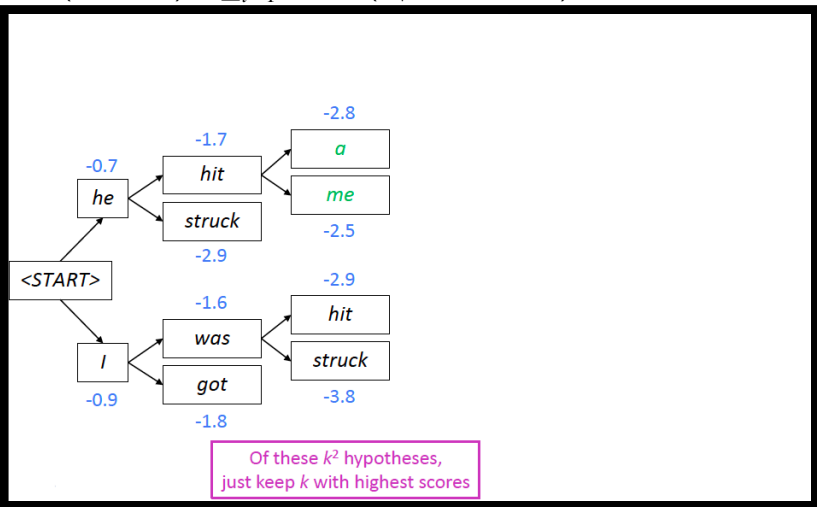 -2.8
-1.7
a
-0.7
hit
me
he
struck
-2.5
-2.9
<START>
-2.9
-1.6
hit
was
I
struck
got
-0.9
-3.8
-1.8
Of these k² hypotheses,
just keep k with highest scores